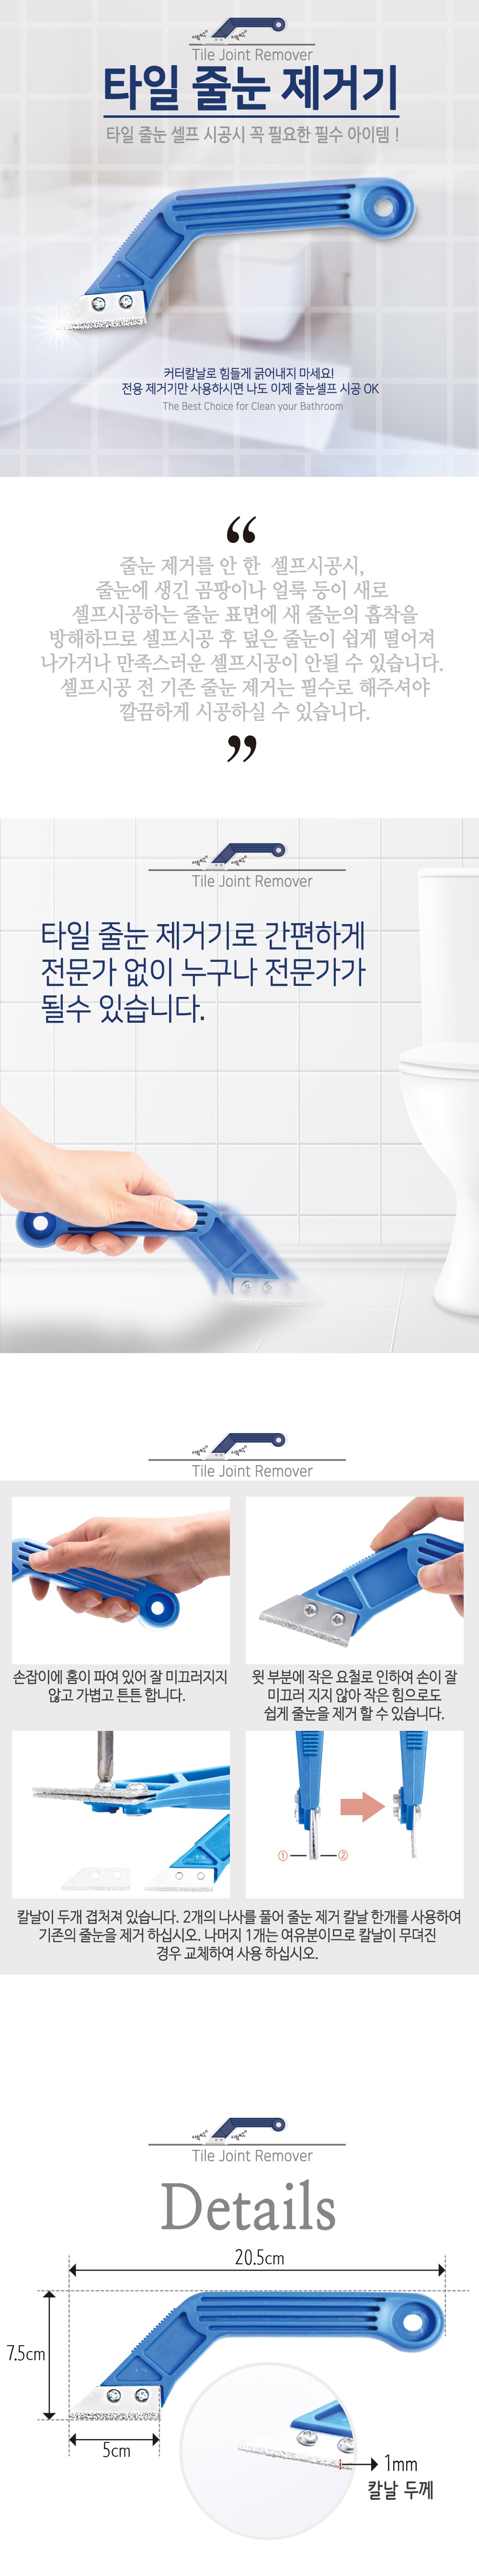 Tile Joint Remover
타일 줄눈 제거기
타일 줄눈 셀프 시공시 꼭 필요한 필수 아이템 !
커터칼날로 힘들게 긁어내지 마세요!
전용 제거기만 사용하시면 나도 이제 줄눈셀프 시공 OK
The Best Choice for Clean your Bathroom
“
줄눈 제거를 안 한 셀프시공시,
줄눈에 생긴 곰팡이나 얼룩 등이 새로
셀프시공하는 줄눈 표면에 새 줄눈의 흡착을
방해하므로 셀프시공 후 덮은 줄눈이 쉽게 떨어져
나가거나 만족스러운 셀프시공이 안될 수 있습니다.
셀프시공 전 기존 줄눈 제거는 필수로 해주셔야
깔끔하게 시공하실 수 있습니다.
”
Tile Joint Remover
타일 줄눈 제거기로 간편하게
전문가 없이 누구나 전문가가
될수 있습니다.
Tile Joint Remover
손잡이에 홈이 파여 있어 잘 미끄러지지
않고 가볍고 튼튼 합니다.
윗 부분에 작은 요철로 인하여 손이 잘
미끄러 지지 않아 작은 힘으로도
쉽게 줄눈을 제거 할 수 있습니다.
① ②
칼날이 두개 겹처져 있습니다. 2개의 나사를 풀어 줄눈 제거 칼날 한개를 사용하여
기존의 줄눈을 제거 하십시오. 나머지 1개는 여유분이므로 칼날이 무뎌진
경우 교체하여 사용 하십시오.
Tile Joint Remover
Details
20.5cm
7.5cm
5cm
1mm
칼날 두께